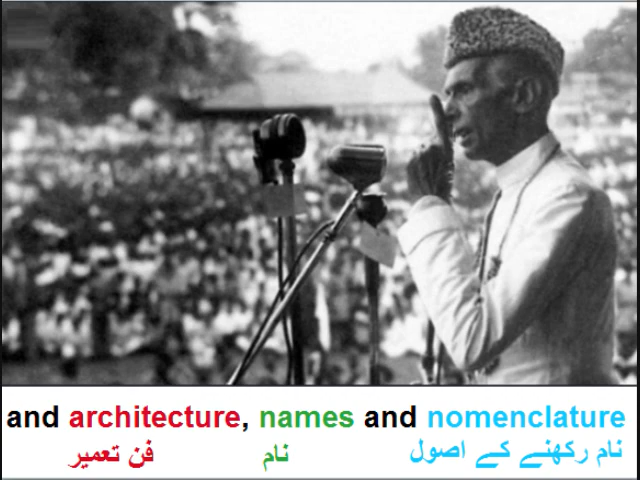 and architecture, names and nomenclature
فن تعمیر نام نام رکھنے کے اصول